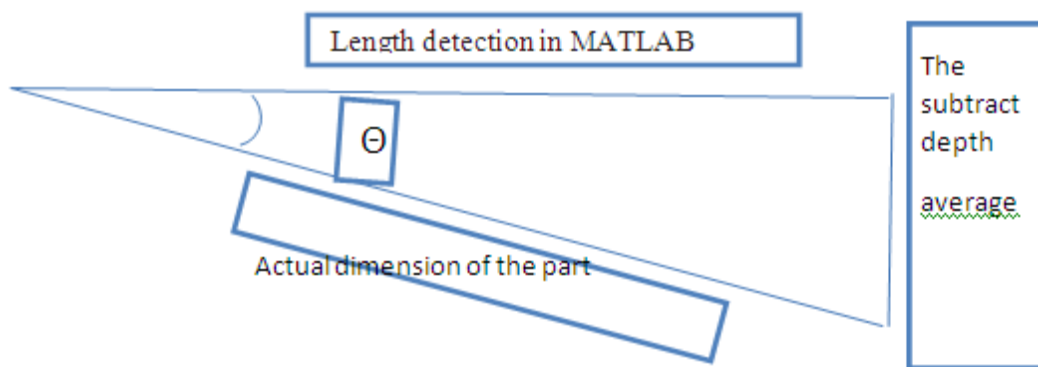 Length detection in MATLAB
The
subtract
depth
average
Θ
Actual dimension of the part